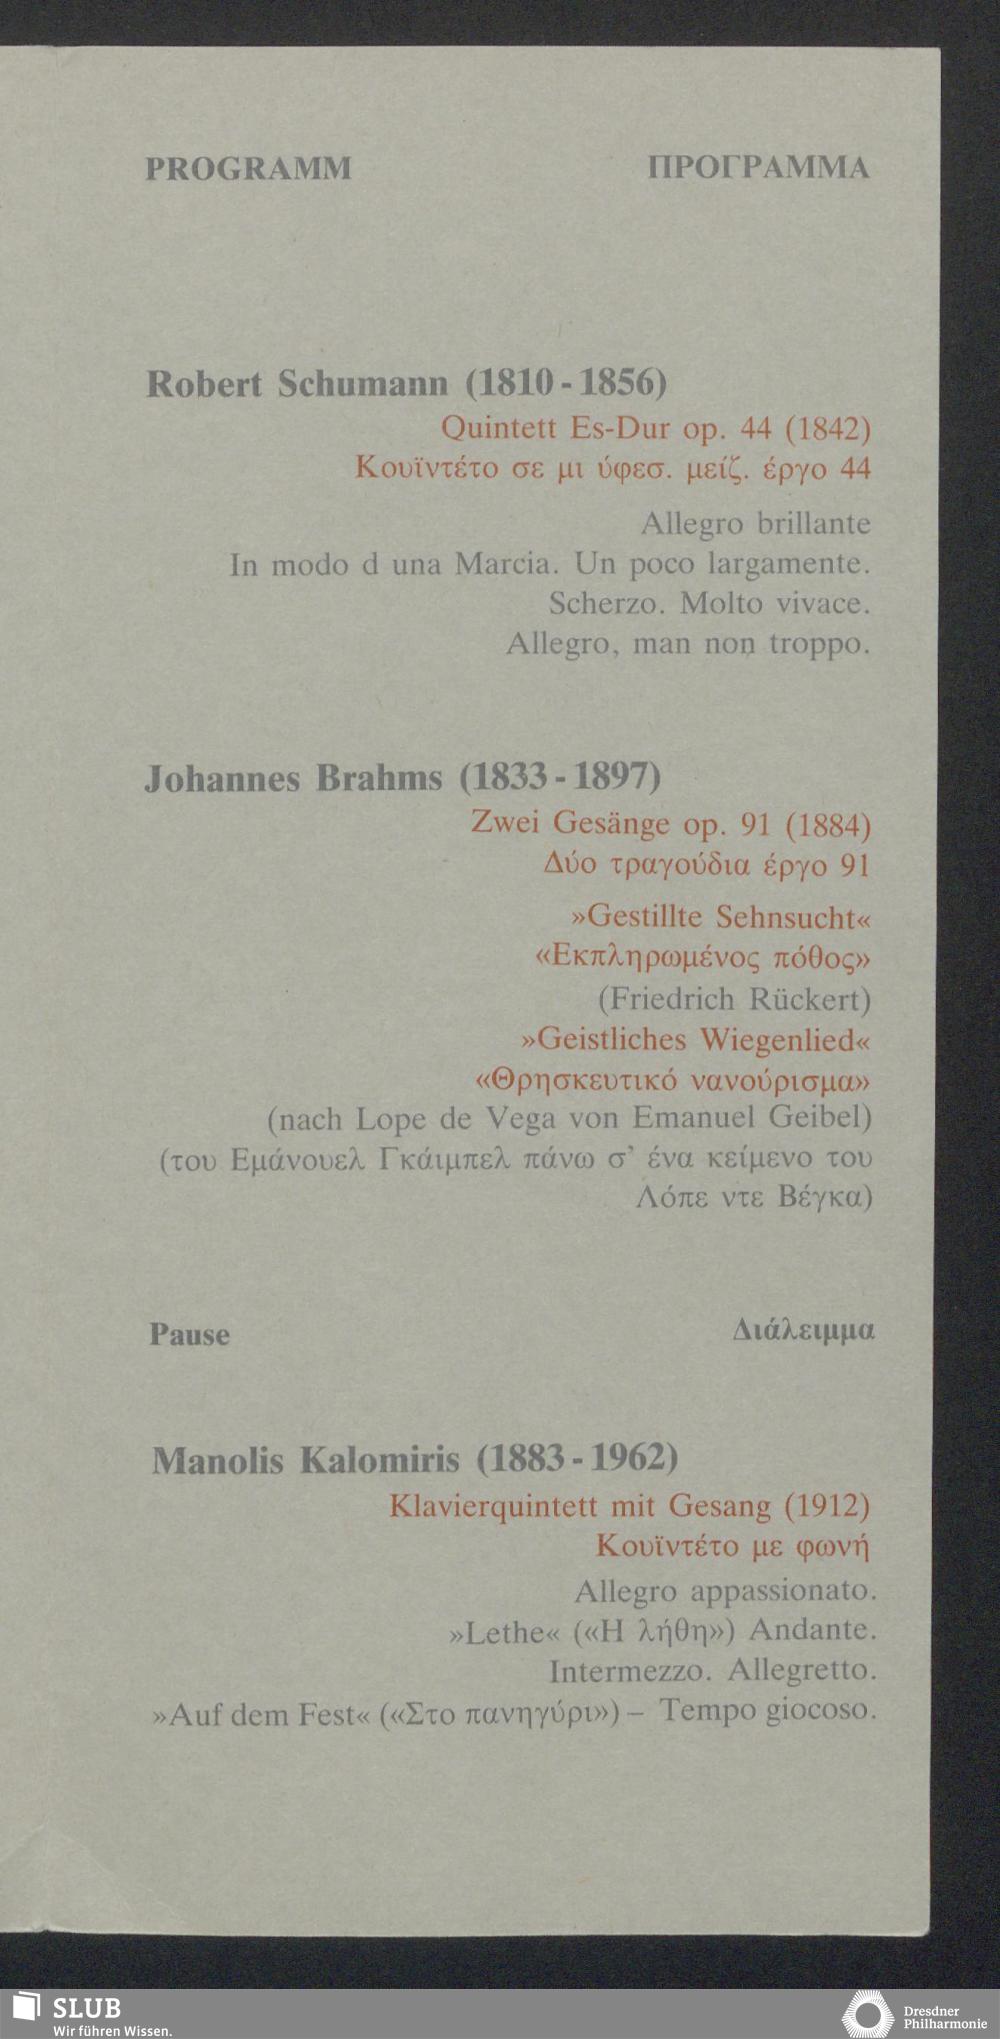 PROGRAMM ΠΡΟΓΡΑΜΜΑ
Robert Schumann (1810 - 1856)
Quintett Es-Dur op. 44 (1842)
Κουϊντέτο σε μι ύφεσ. μείζ. έργο 44
Allegro brillante
In modo d una Marcia. Un poco largamente.
Scherzo. Molto vivace.
Allegro, man non troppo.
Johannes Brahms (1833 - 1897)
Zwei Gesänge op. 91 (1884)
Δύο τραγούδια έργο 91
»Gestillte Sehnsucht«
«Εκπληρωμένος πόθος»
(Friedrich Rückert)
»Geistliches Wiegenlied«
«Θρησκευτικό νανούρισμα»
(nach Lope de Vega von Emanuel Geibel)
(του Εμάνουελ Γκάιμπελ πάνω σ' ένα κείμενο του
Λόπε ντε Βέγκα)
Pause Διάλειμμα
Manolis Kalomiris (1883 - 1962)
Klavierquintett mit Gesang (1912)
Κουϊντέτο με φωνή
Allegro appassionato.
»Lethe« («Η λήθη») Andante.
Intermezzo. Allegretto.
»Auf dem Fest« («Στο πανηγύρι») – Tempo giocoso.
SLUB
Wir führen Wissen.
Dresdner
Philharmonie